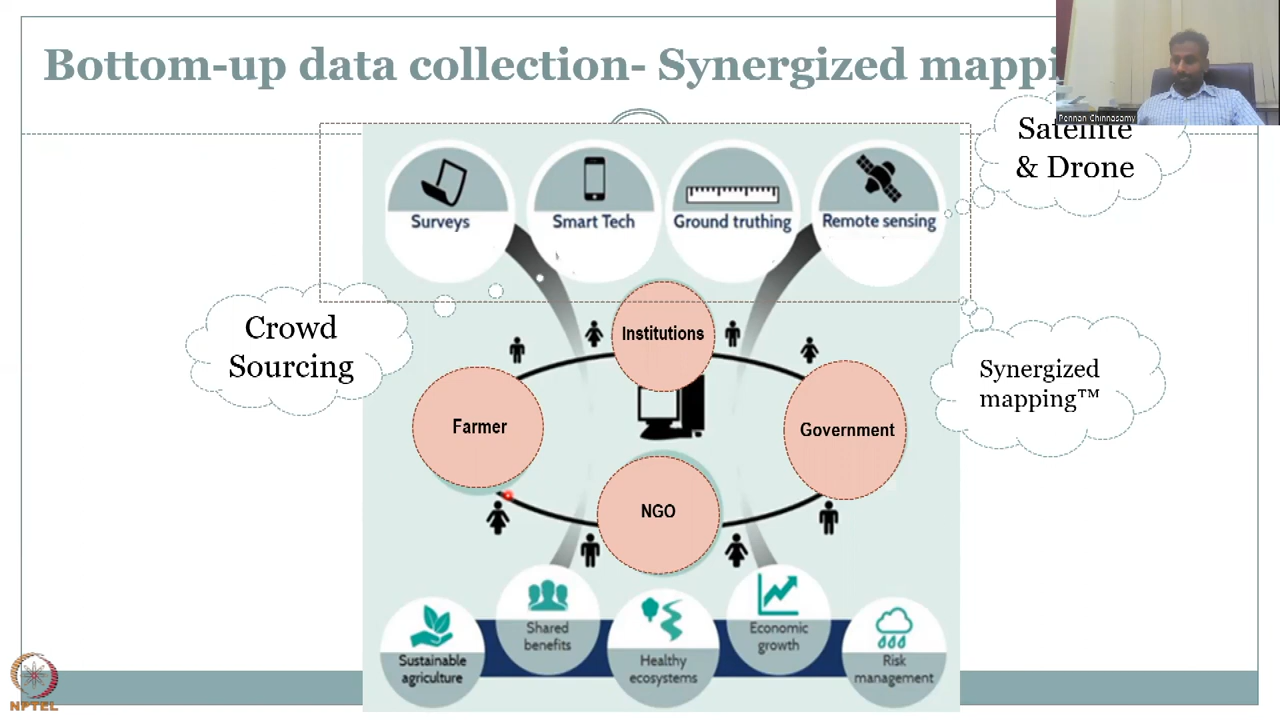 Bottom-up data collection- Synergized mappi
Pennan Chinnasamy
Satellite
& Drone
Surveys
Smart Tech
Ground truthing
Remote sensing
Crowd
Sourcing
Institutions
Synergized
mapping™
Farmer
Government
NGO
Sustainable
agriculture
Shared
benefits
Healthy
ecosystems
Economic
growth
Risk
management
NPTEL